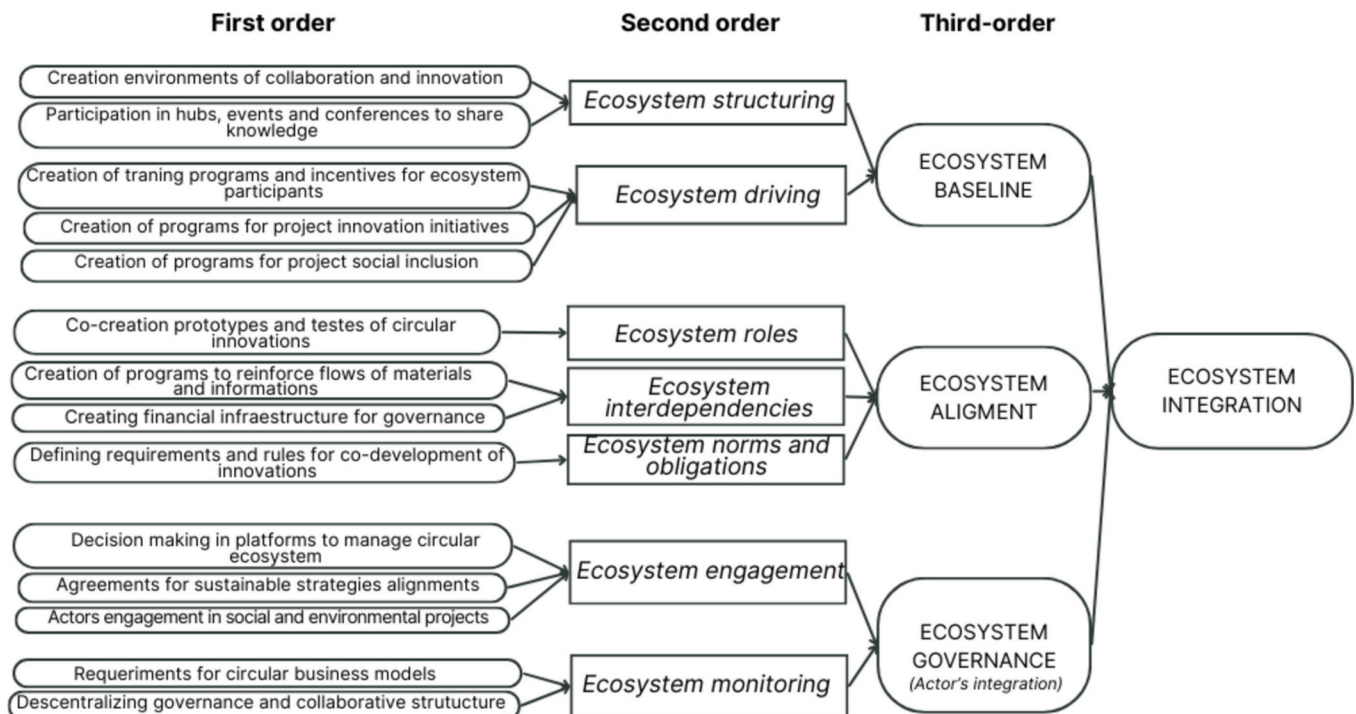 First order
Second order
Third-order
Creation environments of collaboration and innovation
Participation in hubs, events and conferences to share
knowledge
Creation of traning programs and incentives for ecosystem
participants
Creation of programs for project innovation initiatives
Creation of programs for project social inclusion
Co-creation prototypes and testes of circular
innovations
Creation of programs to reinforce flows of materials
and informations
Creating financial infraestructure for governance
Defining requirements and rules for co-development of
innovations
Decision making in platforms to manage circular
ecosystem
Agreements for sustainable strategies alignments
Actors engagement in social and environmental projects
Requeriments for circular business models
Descentralizing governance and collaborative strututure
Ecosystem structuring
Ecosystem driving
Ecosystem roles
Ecosystem
interdependencies
Ecosystem norms and
obligations
Ecosystem engagement
Ecosystem monitoring
ECOSYSTEM
BASELINE
ECOSYSTEM
ALIGMENT
ECOSYSTEM
GOVERNANCE
(Actor's integration)
ECOSYSTEM
INTEGRATION